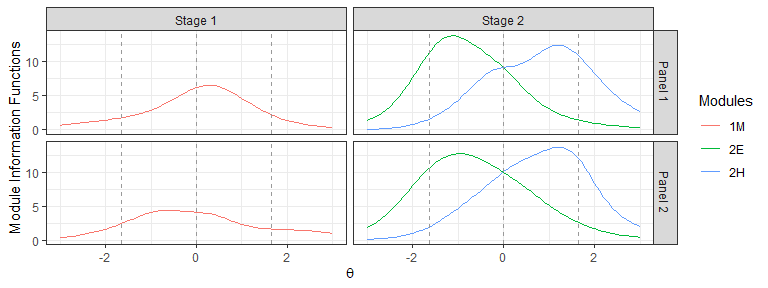 Stage 1
Stage 2
Module Information Functions
10
5
0
Panel 1
10
5
0
Panel 2
-2
0
2
-2
0
2
θ
Modules
1M
2E
2H